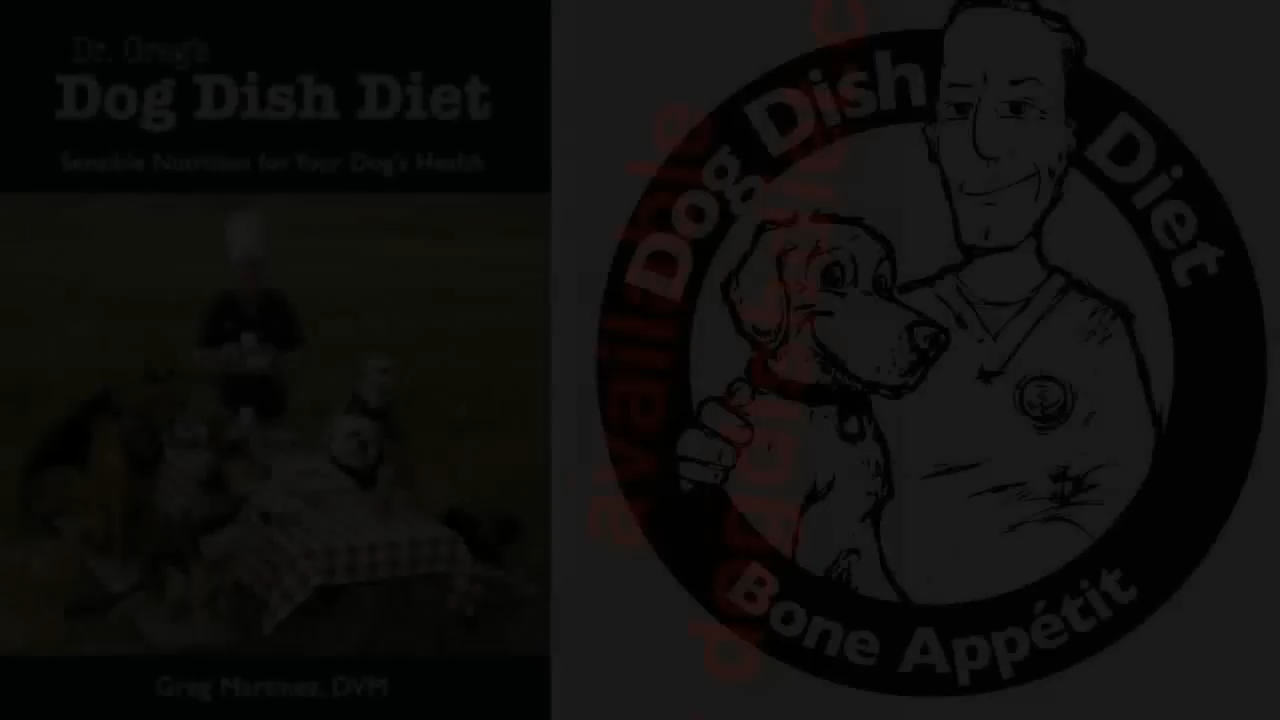 Dr. Greg's
Dog Dish Diet
Sensible Nutrition for Your Dog's Health
Greg Martinez, DVM
Dog Dish Diet
Bone Appétit